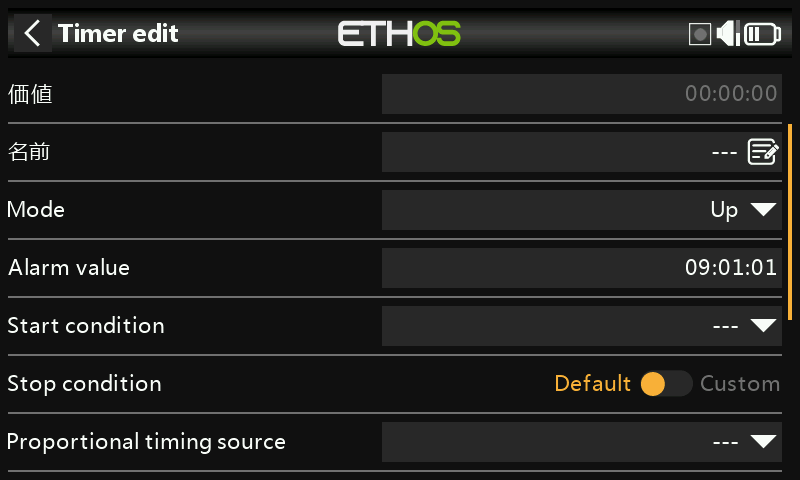 Timer edit
ETHOS
価値 00:00:00
名前 ---
Mode Up
Alarm value 09:01:01
Start condition ---
Stop condition Default Custom
Proportional timing source ---